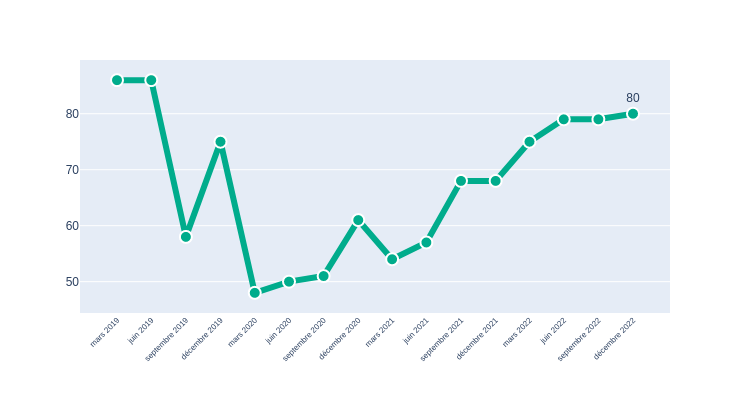 80
80
70
60
50
mars 2019
juin 2019
septembre 2019
décembre 2019
mars 2020
juin 2020
septembre 2020
décembre 2020
mars 2021
juin 2021
septembre 2021
décembre 2021
mars 2022
juin 2022
septembre 2022
décembre 2022